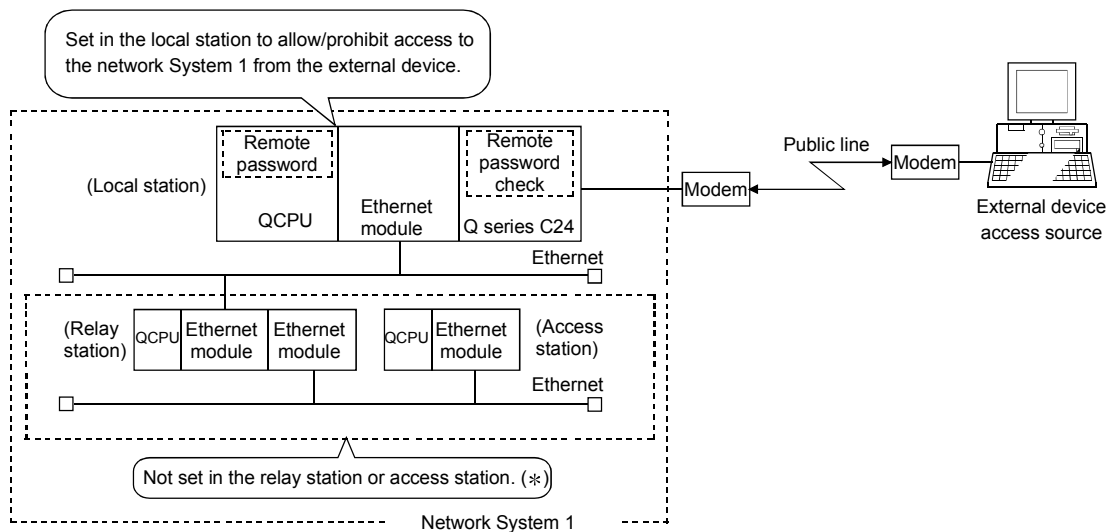 Set in the local station to allow/prohibit access to
the network System 1 from the external device.
Remote
password
Remote
password
check
Public line
Modem
Modem
(Local station)
QCPU
Ethernet
module
Q series C24
External device
access source
Ethernet
(Relay
station)
QCPU
Ethernet
module
Ethernet
module
QCPU
Ethernet
module
(Access
station)
Ethernet
Not set in the relay station or access station. (*)
Network System 1